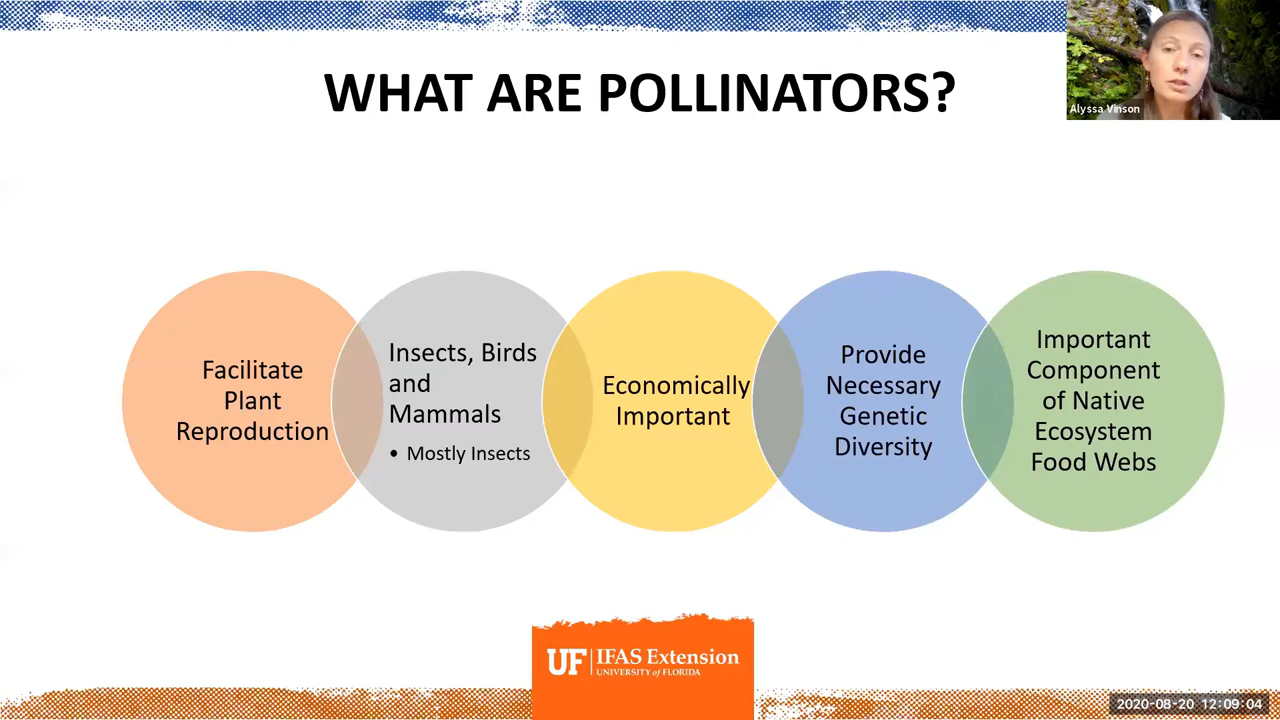 WHAT ARE POLLINATORS?
Alyssa Vinson
Facilitate
Plant
Reproduction
Insects, Birds
and
Mammals
• Mostly Insects
Economically
Important
Provide
Necessary
Genetic
Diversity
Important
Component
of Native
Ecosystem
Food Webs
UF IFAS Extension
UNIVERSITY of FLORIDA
2020-08-20 12:09:04